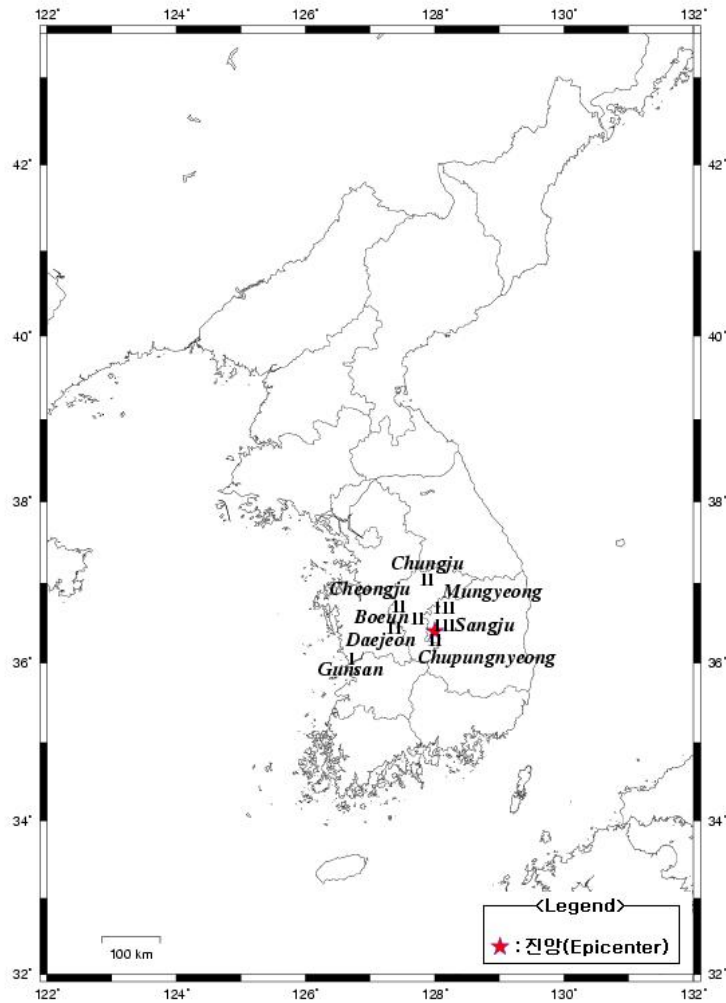 122° 124° 126° 128° 130° 132°
42° 42°
40° 40°
38° 38°
Chungju
II
Cheongju
II
Mungyeong
III
Boeun II
II
III Sangju
Daejeon
II
Chupungnyeong
36° 36°
I
Gunsan
34° 34°
<Legend>
★ : 진앙(Epicenter)
100 km
32° 32°
122° 124° 126° 128° 130° 132°